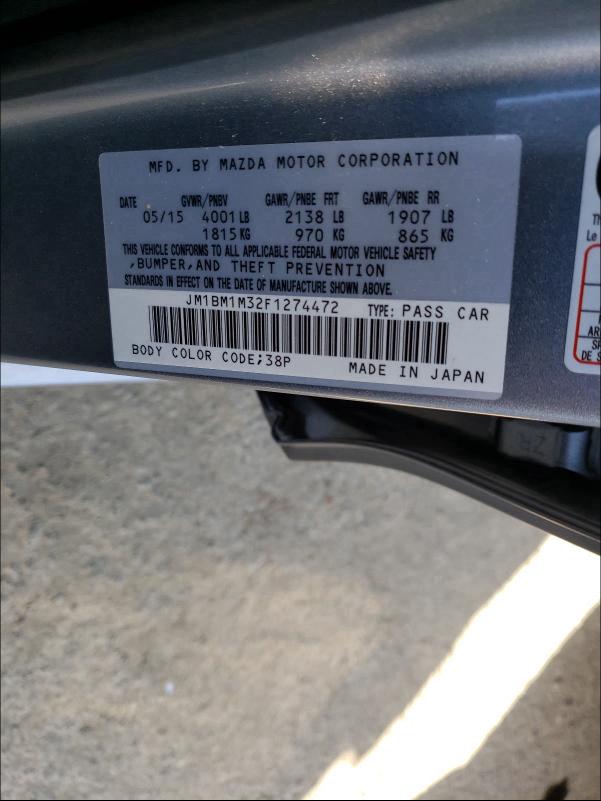 MFD. BY MAZDA MOTOR CORPORATION
DATE GVWR/PNBV GAWR/PNBE FRT GAWR/PNBE RR
05/15 4001 LB 2138 LB 1907 LB
1815 KG 970 KG 865 KG
THIS VEHICLE CONFORMS TO ALL APPLICABLE FEDERAL MOTOR VEHICLE SAFETY
,BUMPER,AND THEFT PREVENTION
STANDARDS IN EFFECT ON THE DATE OF MANUFACTURE SHOWN ABOVE.
JM1BM1M32F1274472 TYPE: PASS CAR
BODY COLOR CODE;38P MADE IN JAPAN
Le
DE
ZR